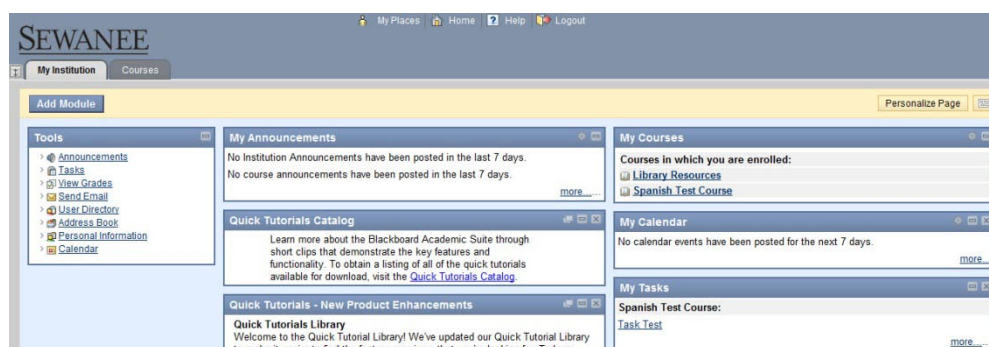 My Places Home Help Logout
SEWANEE
My Institution Courses
Add Module
Personalize Page
Tools
Announcements
Tasks
View Grades
Send Email
User Directory
Address Book
Personal Information
Calendar
My Announcements
No Institution Announcements have been posted in the last 7 days.
No course announcements have been posted in the last 7 days.
more.....
Quick Tutorials Catalog
Learn more about the Blackboard Academic Suite through
short clips that demonstrate the key features and
functionality. To obtain a listing of all of the quick tutorials
available for download, visit the Quick Tutorials Catalog.
Quick Tutorials - New Product Enhancements
Quick Tutorials Library
Welcome to the Quick Tutorial Library! We've updated our Quick Tutorial Library
My Courses
Courses in which you are enrolled:
Library Resources
Spanish Test Course
My Calendar
No calendar events have been posted for the next 7 days.
more...
My Tasks
Spanish Test Course:
Task Test
more.....